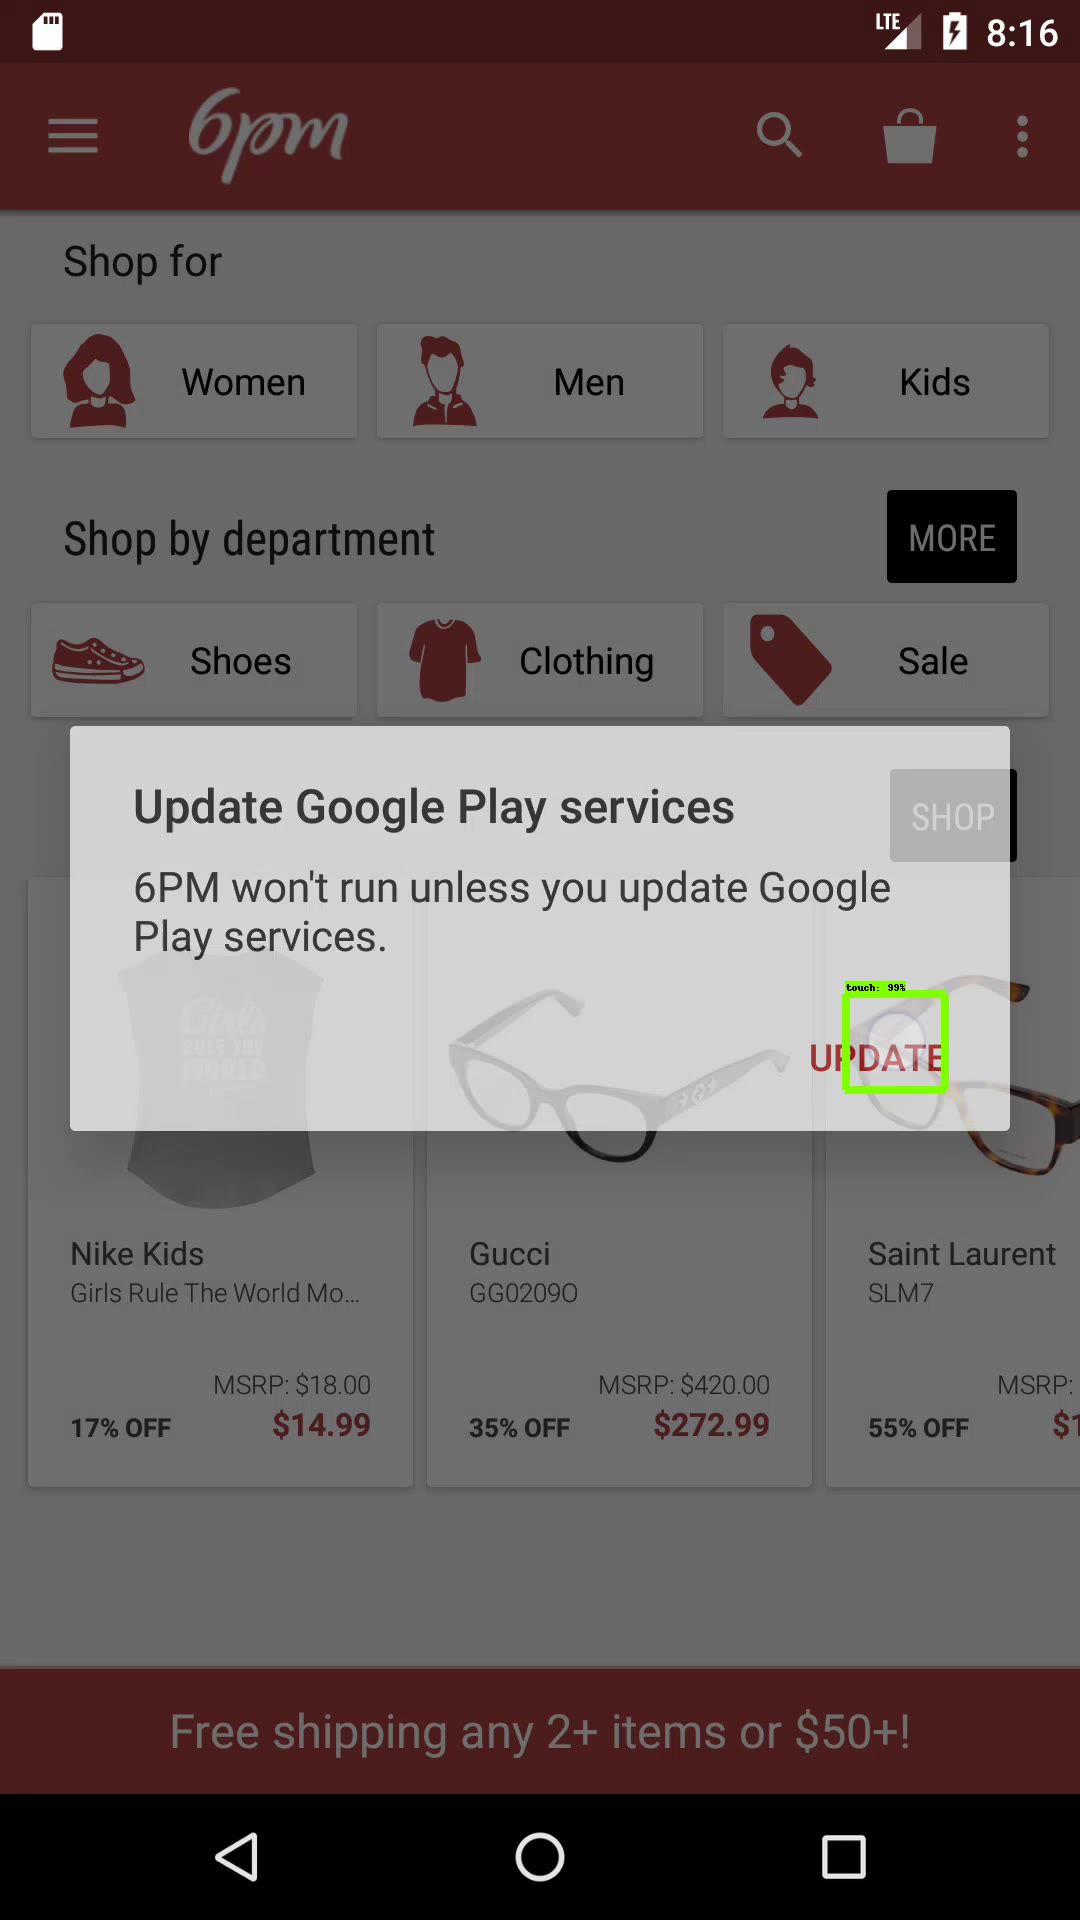 LTE 8:16
6pm
Shop for
Women Men Kids
Shop by department MORE
Shoes Clothing Sale
Update Google Play services
SHOP
6PM won't run unless you update Google
Play services.
Girls
RULE THE
WORLD
touch: 99%
UPDATE
Nike Kids Gucci Saint Laurent
Girls Rule The World Mo... GG0209O SLM7
MSRP: $18.00 MSRP: $420.00 MSRP:
17% OFF $14.99 35% OFF $272.99 55% OFF $1
Free shipping any 2+ items or $50+!